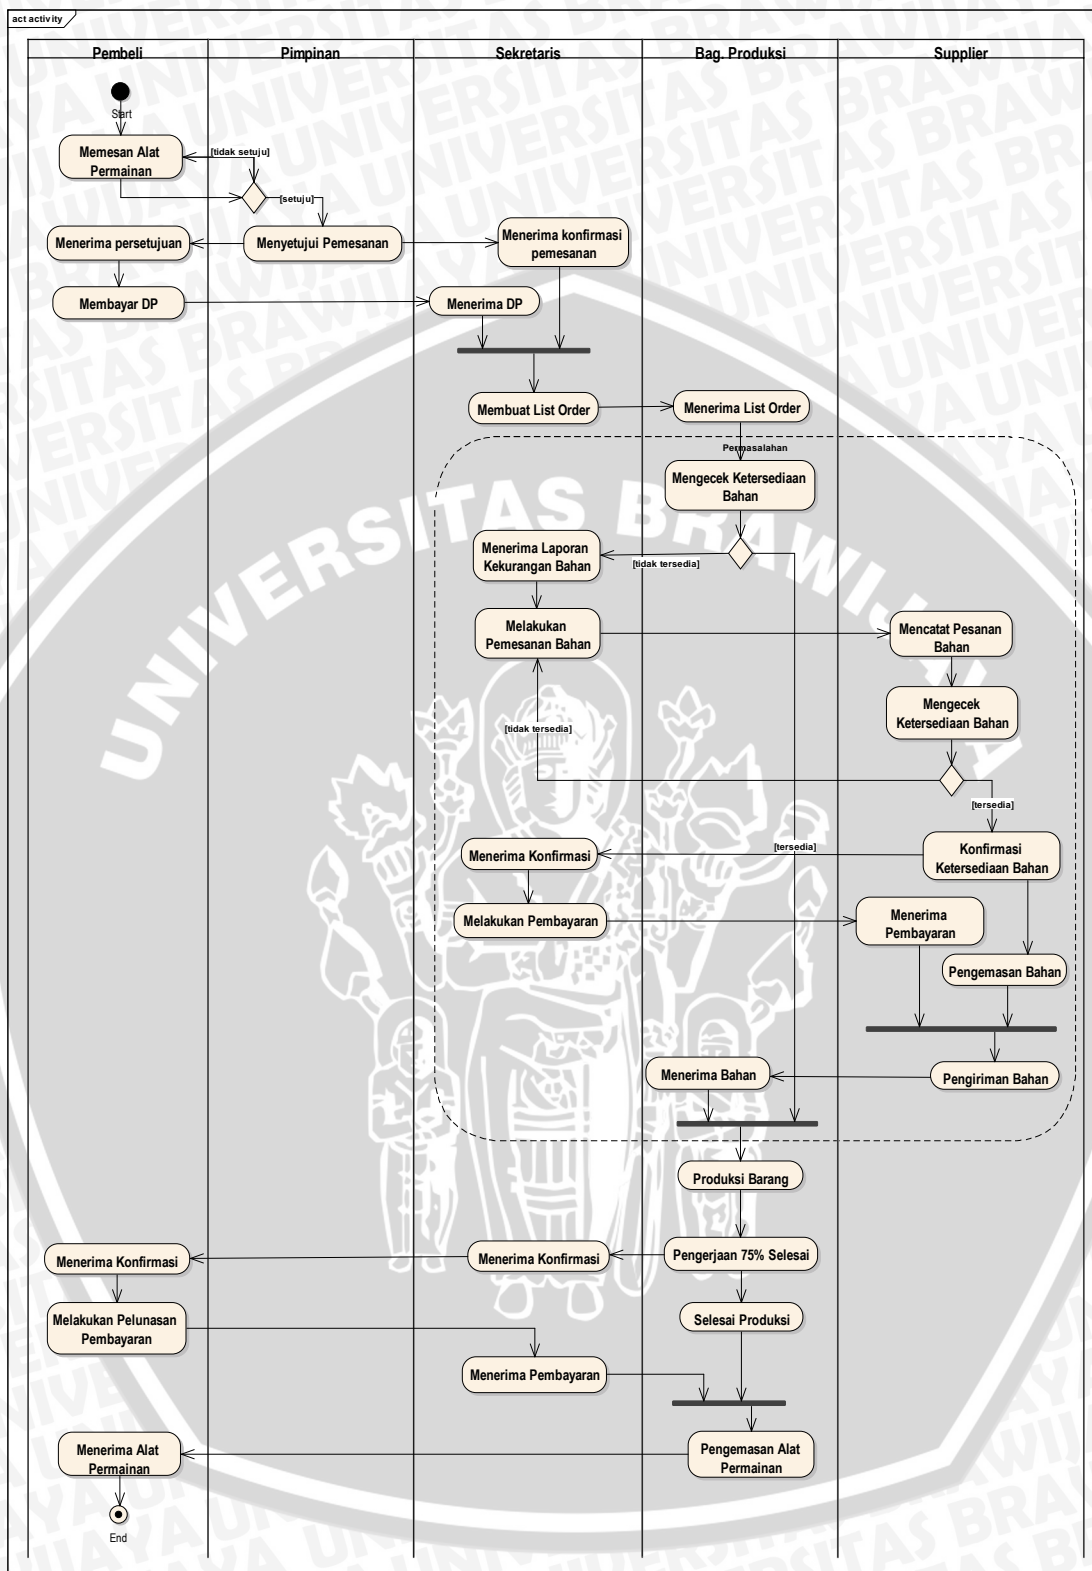 act activity
Pembeli
Pimpinan
Sekretaris
Bag. Produksi
Supplier
Start
Memesan Alat
Permainan
[tidak setuju]
[setuju]
Menerima persetujuan
Menyetujui Pemesanan
Menerima konfirmasi
pemesanan
Membayar DP
Menerima DP
Membuat List Order
Menerima List Order
Permasalahan
Mengecek Ketersediaan
Bahan
Menerima Laporan
Kekurangan Bahan
[tidak tersedia]
Melakukan
Pemesanan Bahan
Mencatat Pesanan
Bahan
Mengecek
Ketersediaan Bahan
[tidak tersedia]
[tersedia]
Menerima Konfirmasi
[tersedia]
Konfirmasi
Ketersediaan Bahan
Melakukan Pembayaran
Menerima
Pembayaran
Pengemasan Bahan
Menerima Bahan
Pengiriman Bahan
Produksi Barang
Menerima Konfirmasi
Menerima Konfirmasi
Pengerjaan 75% Selesai
Melakukan Pelunasan
Pembayaran
Selesai Produksi
Menerima Pembayaran
Menerima Alat
Permainan
Pengemasan Alat
Permainan
End
UNIVERSITAS BRAWIJAYA